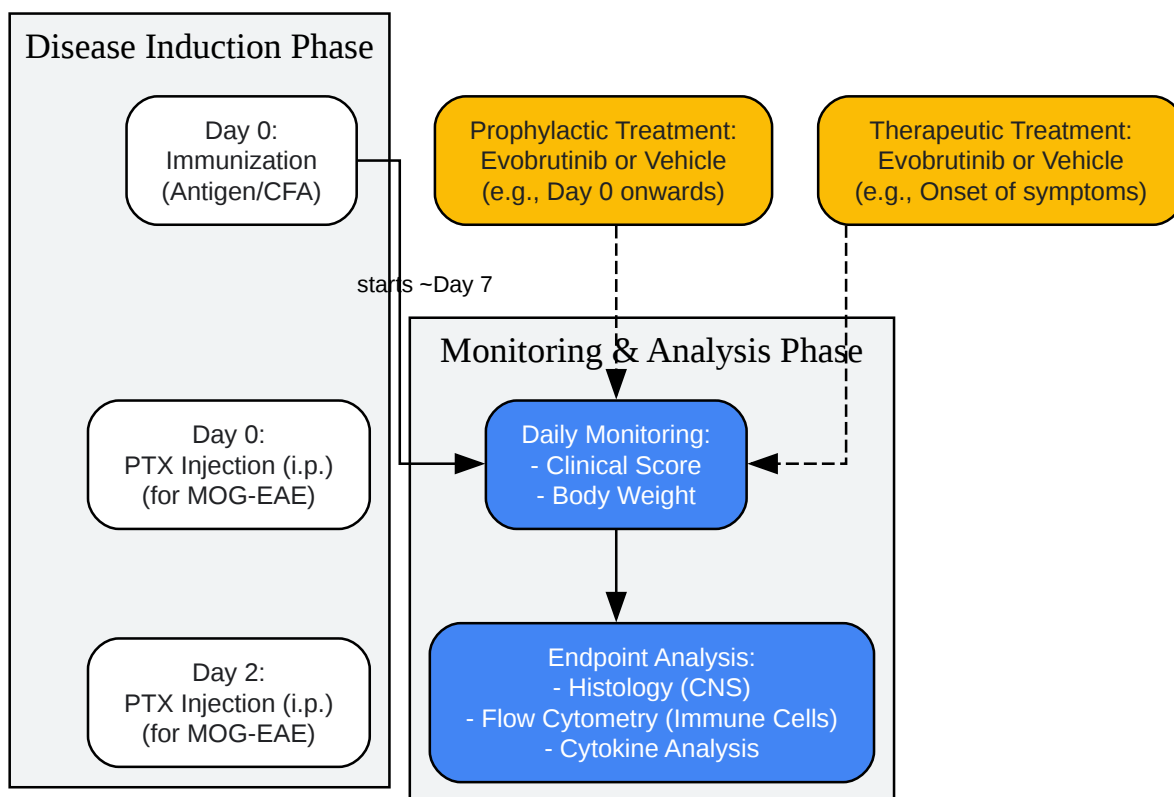 Disease Induction Phase
Day 0:
Immunization
(Antigen/CFA)
Prophylactic Treatment:
Evobrutinib or Vehicle
(e.g., Day 0 onwards)
Therapeutic Treatment:
Evobrutinib or Vehicle
(e.g., Onset of symptoms)
starts ~Day 7
Monitoring & Analysis Phase
Day 0:
PTX Injection (i.p.)
(for MOG-EAE)
Daily Monitoring:
- Clinical Score
- Body Weight
Day 2:
PTX Injection (i.p.)
(for MOG-EAE)
Endpoint Analysis:
- Histology (CNS)
- Flow Cytometry (Immune Cells)
- Cytokine Analysis